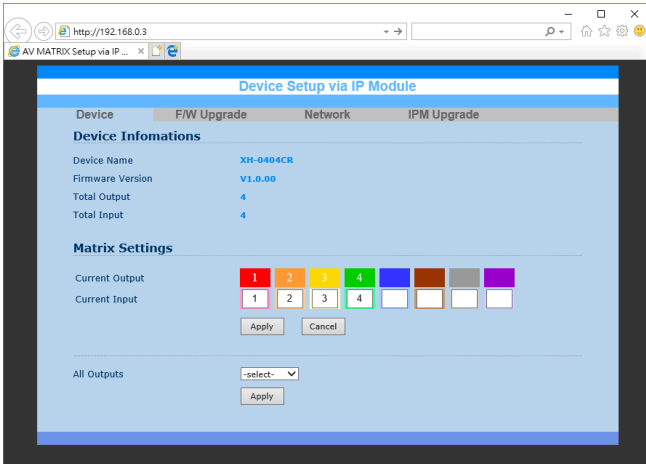 http://192.168.0.3
AV MATRIX Setup via IP ...
Device Setup via IP Module
Device F/W Upgrade Network IPM Upgrade
Device Infomations
Device Name XH-0404CR
Firmware Version V1.0.00
Total Output 4
Total Input 4
Matrix Settings
Current Output 1 2 3 4
Current Input 1 2 3 4
Apply Cancel
All Outputs -select-
Apply